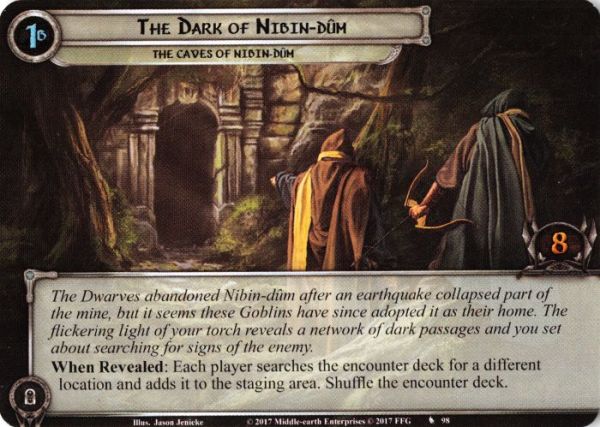 1B
The Dark of Nibin-dûm
The Caves of Nibin-dûm
8
The Dwarves abandoned Nibin-dûm after an earthquake collapsed part of
the mine, but it seems these Goblins have since adopted it as their home. The
flickering light of your torch reveals a network of dark passages and you set
about searching for signs of the enemy.
When Revealed: Each player searches the encounter deck for a different
location and adds it to the staging area. Shuffle the encounter deck.
Illus. Jason Jenicke © 2017 Middle-earth Enterprises © 2017 FFG 98